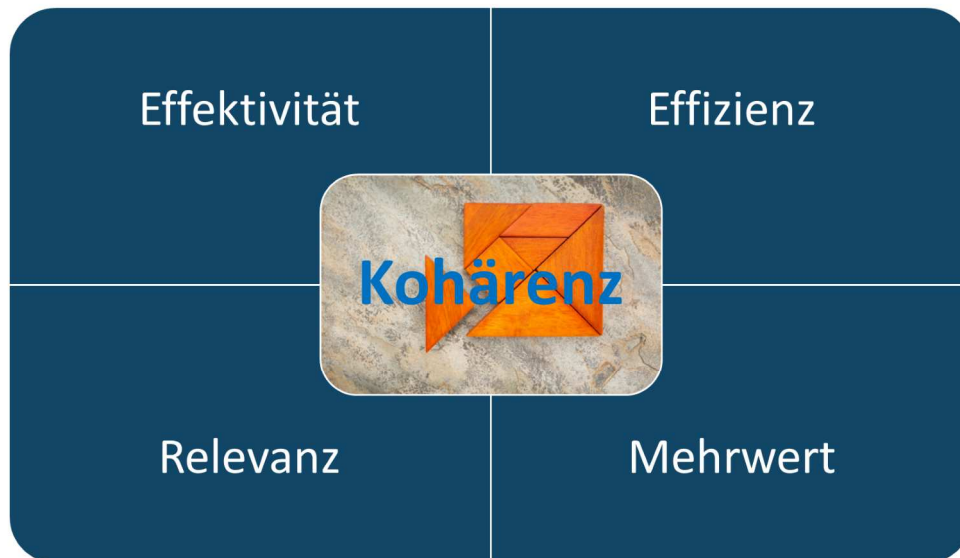 Effektivität
Effizienz
Kohärenz
Relevanz
Mehrwert